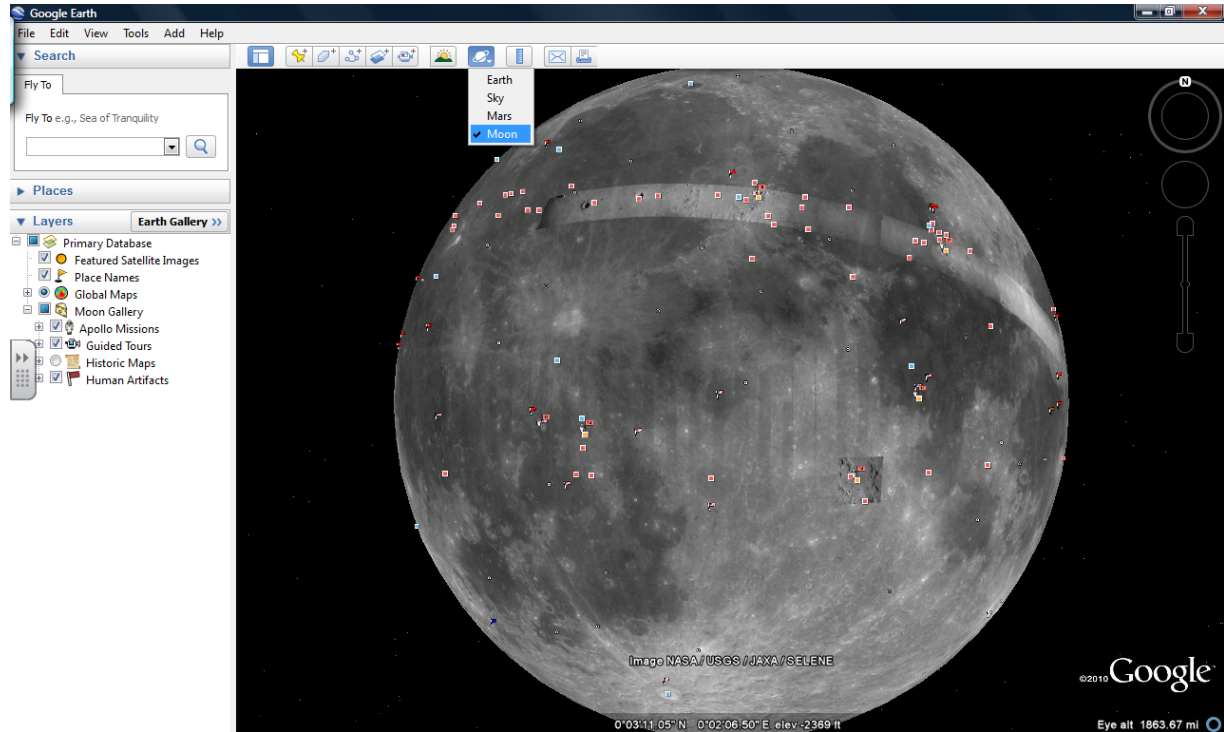 Google Earth
File Edit View Tools Add Help
Search
Fly To
Fly To e.g., Sea of Tranquility
Places
Layers
Earth Gallery >>
Primary Database
Featured Satellite Images
Place Names
Global Maps
Moon Gallery
Apollo Missions
Guided Tours
Historic Maps
Human Artifacts
Earth
Sky
Mars
Moon
N
Image NASA / USGS / JAXA / SELENE
©2010 Google
0°03'11.05" N 0°02'06.50" E elev -2369 ft
Eye alt 1863.67 mi